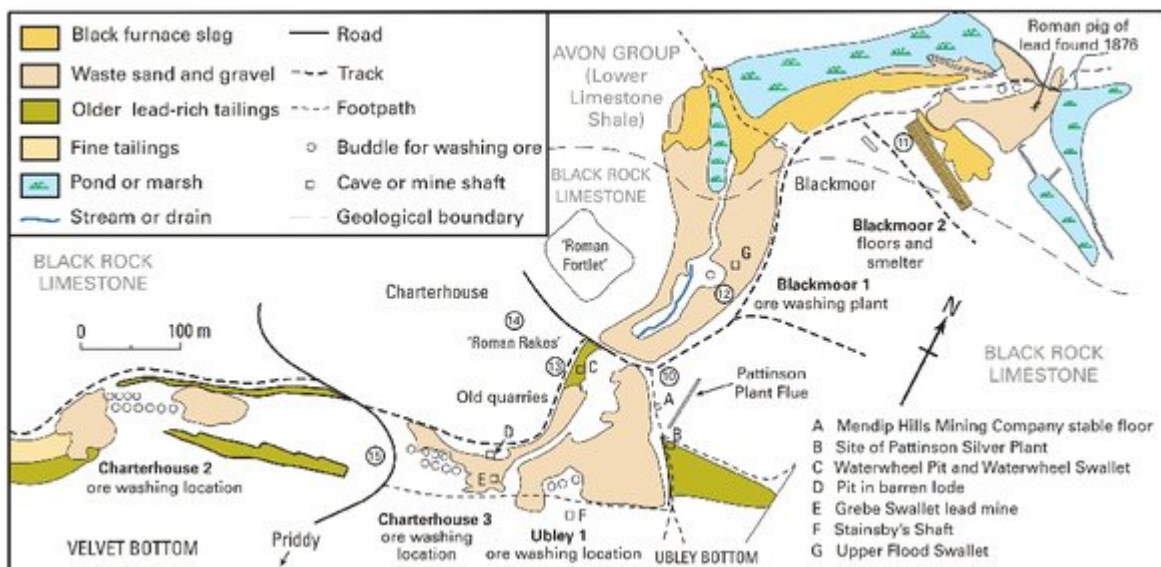 Black furnace slag
Waste sand and gravel
Older lead-rich tailings
Fine tailings
Pond or marsh
Stream or drain
Road
Track
Footpath
Buddle for washing ore
Cave or mine shaft
Geological boundary
AVON GROUP
(Lower
Limestone
Shale)
Roman pig of
lead found 1876
BLACK ROCK
LIMESTONE
Blackmoor
11
Blackmoor 2
floors and
smelter
"Roman
Fortlet"
G
12
Blackmoor 1
ore washing plant
N
BLACK ROCK
LIMESTONE
BLACK ROCK
LIMESTONE
0 100 m
Charterhouse
14
"Roman Rakes"
13
C
10
Old quarries
A
Pattinson
Plant Flue
B
D
E
F
15
Charterhouse 2
ore washing location
Charterhouse 3
ore washing
location
Ubley 1
ore washing location
VELVET BOTTOM
Priddy
UBLEY BOTTOM
A Mendip Hills Mining Company stable floor
B Site of Pattinson Silver Plant
C Waterwheel Pit and Waterwheel Swallet
D Pit in barren lode
E Grebe Swallet lead mine
F Stainsby's Shaft
G Upper Flood Swallet